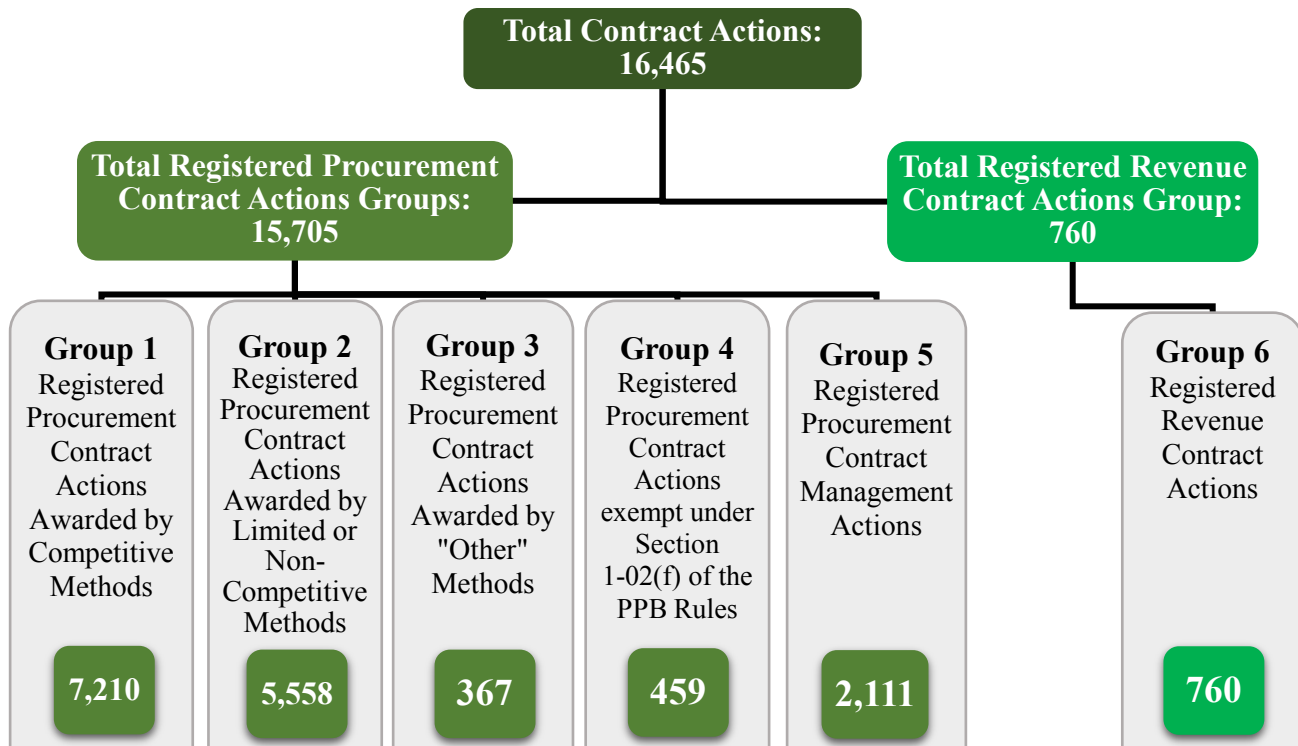 Total Contract Actions:
16,465
Total Registered Procurement
Contract Actions Groups:
15,705
Total Registered Revenue
Contract Actions Group:
760
Group 1
Registered
Procurement
Contract
Actions
Awarded by
Competitive
Methods
7,210
Group 2
Registered
Procurement
Contract
Actions
Awarded by
Limited or
Non-
Competitive
Methods
5,558
Group 3
Registered
Procurement
Contract
Actions
Awarded by
"Other"
Methods
367
Group 4
Registered
Procurement
Contract
Actions
exempt under
Section
1-02(f) of the
PPB Rules
459
Group 5
Registered
Procurement
Contract
Management
Actions
2,111
Group 6
Registered
Revenue
Contract
Actions
760